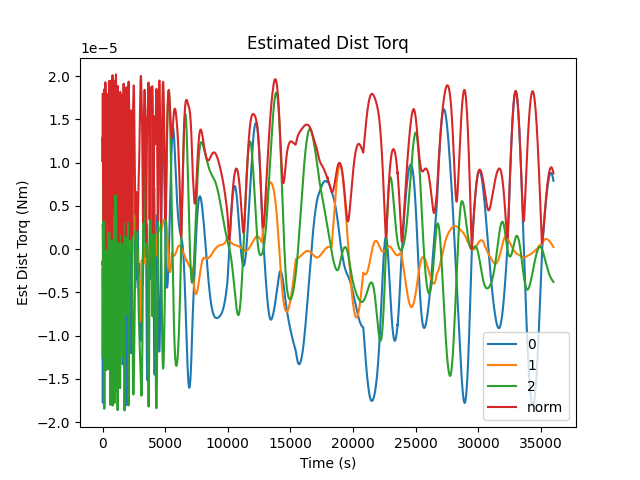 Estimated Dist Torq
1e−5
Est Dist Torq (Nm)
2.0
1.5
1.0
0.5
0.0
−0.5
−1.0
−1.5
−2.0
0
1
2
norm
0 5000 10000 15000 20000 25000 30000 35000
Time (s)